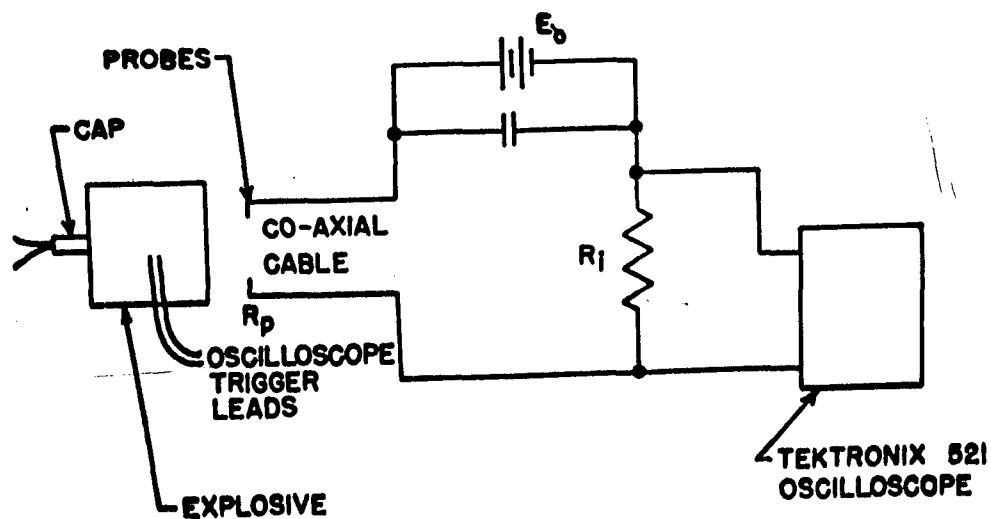 E₀
PROBES
CAP
CO-AXIAL
CABLE
R₁
Rₚ
OSCILLOSCOPE
TRIGGER
LEADS
TEKTRONIX 521
OSCILLOSCOPE
EXPLOSIVE